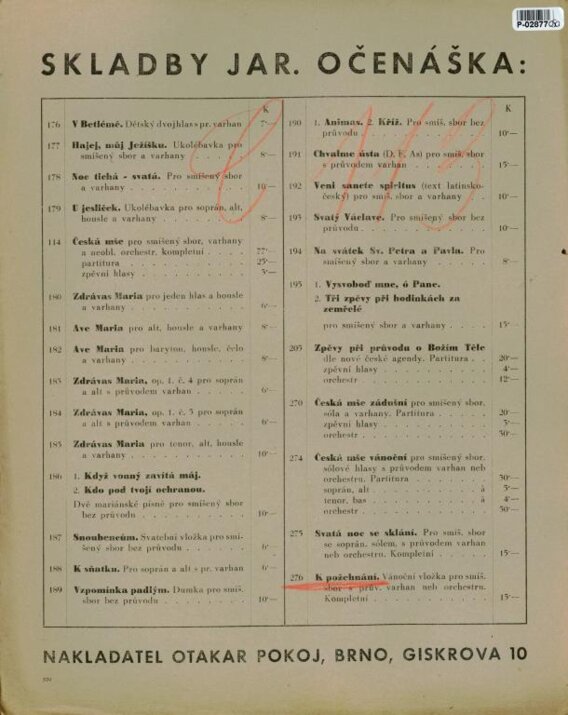 P-02877
SKLADBY JAR. OČENÁŠKA:
K
176 V Betlémě. Dětský dvojhlas s pr. varhan 7·—
177 Hajej, můj Ježíšku. Ukolébavka pro
smíšený sbor a varhany . . . . 8·—
178 Noc tichá - svatá. Pro smíšený sbor
a varhany . . . . 10·—
179 U jesliček. Ukolébavka pro soprán, alt,
housle a varhany . . . . 8·—
114 Česká mše pro smíšený sbor, varhany
a neobl. orchestr, kompletní . . . . 77·—
partitura . . . . 25·—
zpěvní hlasy . . . . 3·—
180 Zdrávas Maria pro jeden hlas a housle
a varhany . . . . 6·—
181 Ave Maria pro alt, housle a varhany 8·—
182 Ave Maria pro baryton, housle, čelo
a varhany . . . . 8·—
183 Zdrávas Maria, op. 1. č. 4 pro soprán
a alt s průvodem varhan . . . . 6·—
184 Zdrávas Maria, op. 1. č. 5 pro soprán
a alt s průvodem varhan . . . . 6·—
185 Zdrávas Maria pro tenor, alt, housle
a varhany . . . . 10·—
186 1. Když vonný zavítá máj.
2. Kdo pod tvojí ochranou.
Dvě mariánské písně pro smíšený sbor
bez průvodu . . . . 10·—
187 Snoubencům. Svatební vložka pro smí-
šený sbor bez průvodu . . . . 6·—
188 K sňatku. Pro soprán a alt s pr. varhan 6·—
189 Vzpomínka padlým. Dumka pro smíš.
sbor bez průvodu . . . . 10·—
K
190 1. Animas. 2. Kříž. Pro smíš. sbor bez
průvodu . . . . 10·—
191 Chvalme ústa (D, F, As) pro smíš. sbor
s průvodem varhan . . . . 15·—
192 Veni sancte spiritus (text latinsko-
český) pro smíš. sbor a varhany . . 10·—
193 Svatý Václave. Pro smíšený sbor bez
průvodu . . . . 10·—
194 Na svátek Sv. Petra a Pavla. Pro
smíšený sbor a varhany . . . . 8·—
195 1. Vysvoboď mne, ó Pane.
2. Tři zpěvy při hodinkách za
zemřelé
pro smíšený sbor a varhany . . . . 15·—
205 Zpěvy při průvodu o Božím Těle
dle nové české agendy. Partitura . . 20·—
zpěvní hlasy . . . . 4·—
orchestr . . . . 12·—
270 Česká mše zádušní pro smíšený sbor,
sóla a varhany. Partitura . . . . 20·—
zpěvní hlasy . . . . 3·—
orchestr . . . . 30·—
274 Česká mše vánoční pro smíšený sbor,
sólové hlasy s průvodem varhan neb
orchestru. Partitura . . . . 30·—
soprán, alt . . . . à 5·—
tenor, bas . . . . à 4·—
orchestr . . . . 30·—
275 Svatá noc se sklání. Pro smíš. sbor
se soprán. sólem, s průvodem varhan
neb orchestru. Kompletní . . . . 15·—
276 K požehnání. Vánoční vložka pro smíš.
sbor s prův. varhan neb orchestru.
Kompletní . . . . 15·—
NAKLADATEL OTAKAR POKOJ, BRNO, GISKROVA 10